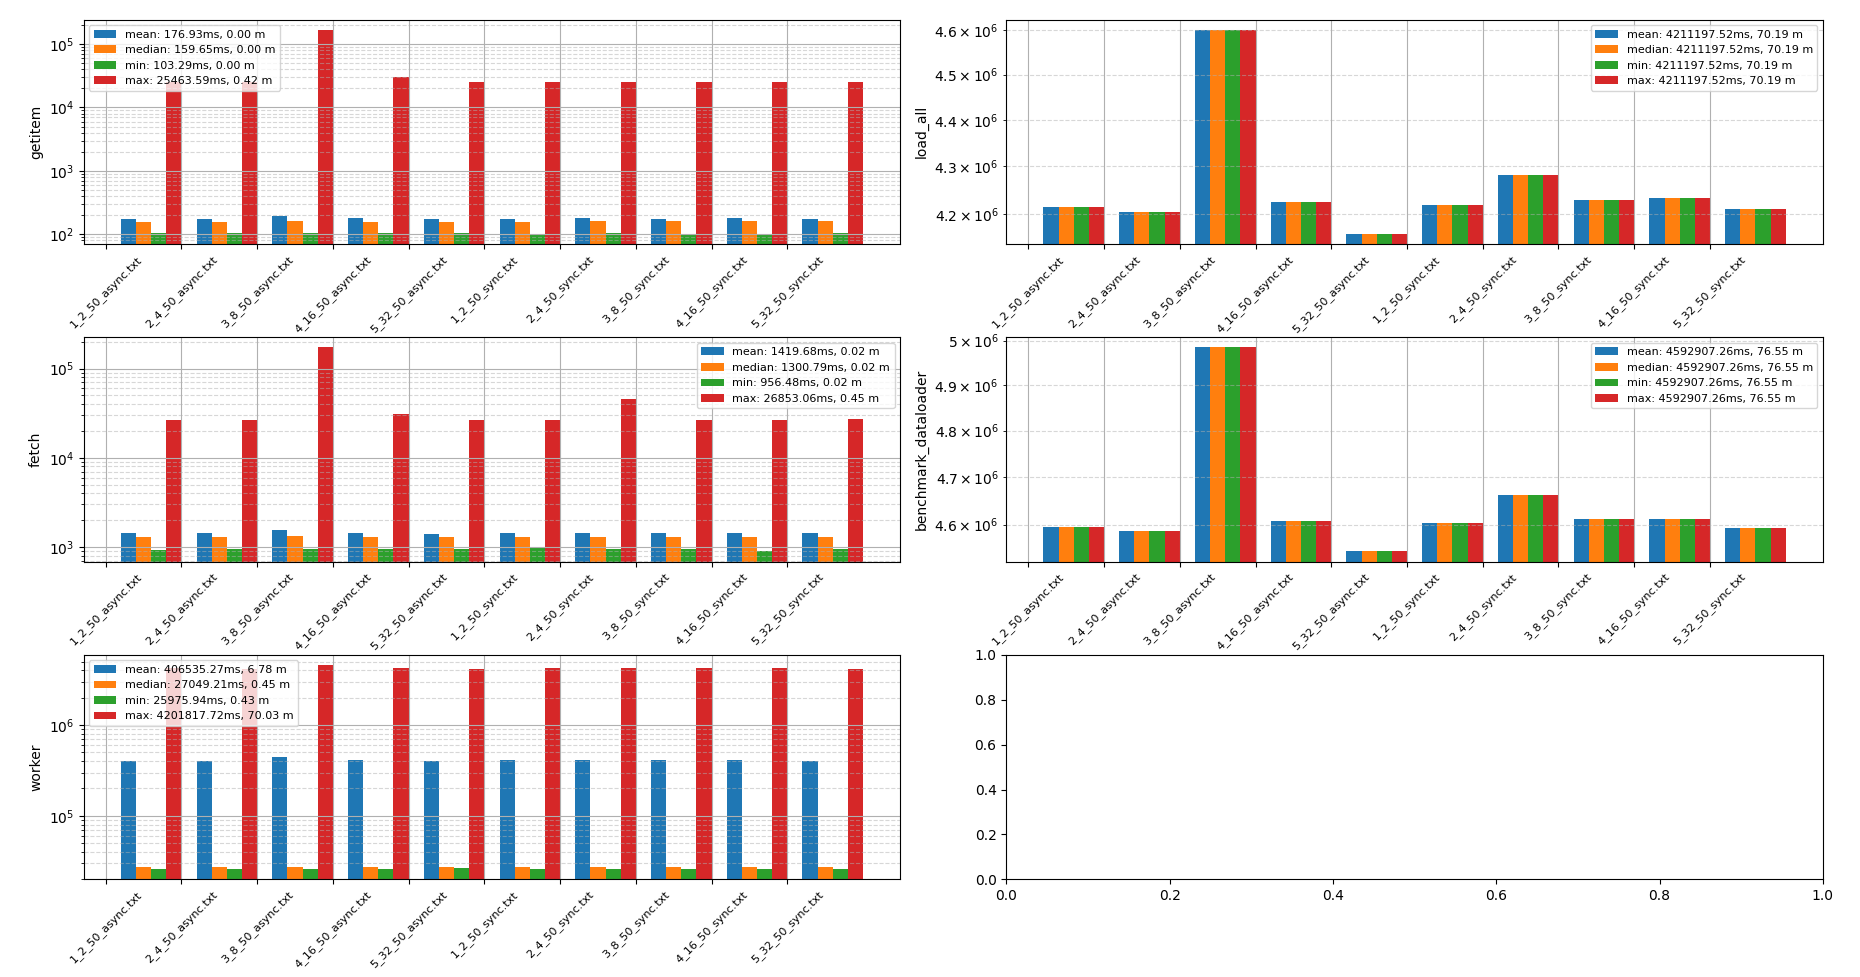 getitem
10^5
10^4
10^3
10^2
mean: 176.93ms, 0.00 m
median: 159.65ms, 0.00 m
min: 103.29ms, 0.00 m
max: 25463.59ms, 0.42 m
1_2_50_async.txt
2_4_50_async.txt
3_8_50_async.txt
4_16_50_async.txt
5_32_50_async.txt
1_2_50_sync.txt
2_4_50_sync.txt
3_8_50_sync.txt
4_16_50_sync.txt
5_32_50_sync.txt
load_all
4.6 × 10^6
4.5 × 10^6
4.4 × 10^6
4.3 × 10^6
4.2 × 10^6
mean: 4211197.52ms, 70.19 m
median: 4211197.52ms, 70.19 m
min: 4211197.52ms, 70.19 m
max: 4211197.52ms, 70.19 m
1_2_50_async.txt
2_4_50_async.txt
3_8_50_async.txt
4_16_50_async.txt
5_32_50_async.txt
1_2_50_sync.txt
2_4_50_sync.txt
3_8_50_sync.txt
4_16_50_sync.txt
5_32_50_sync.txt
fetch
10^5
10^4
10^3
mean: 1419.68ms, 0.02 m
median: 1300.79ms, 0.02 m
min: 956.48ms, 0.02 m
max: 26853.06ms, 0.45 m
1_2_50_async.txt
2_4_50_async.txt
3_8_50_async.txt
4_16_50_async.txt
5_32_50_async.txt
1_2_50_sync.txt
2_4_50_sync.txt
3_8_50_sync.txt
4_16_50_sync.txt
5_32_50_sync.txt
benchmark_dataloader
5 × 10^6
4.9 × 10^6
4.8 × 10^6
4.7 × 10^6
4.6 × 10^6
mean: 4592907.26ms, 76.55 m
median: 4592907.26ms, 76.55 m
min: 4592907.26ms, 76.55 m
max: 4592907.26ms, 76.55 m
1_2_50_async.txt
2_4_50_async.txt
3_8_50_async.txt
4_16_50_async.txt
5_32_50_async.txt
1_2_50_sync.txt
2_4_50_sync.txt
3_8_50_sync.txt
4_16_50_sync.txt
5_32_50_sync.txt
worker
10^6
10^5
mean: 406535.27ms, 6.78 m
median: 27049.21ms, 0.45 m
min: 25975.94ms, 0.43 m
max: 4201817.72ms, 70.03 m
1_2_50_async.txt
2_4_50_async.txt
3_8_50_async.txt
4_16_50_async.txt
5_32_50_async.txt
1_2_50_sync.txt
2_4_50_sync.txt
3_8_50_sync.txt
4_16_50_sync.txt
5_32_50_sync.txt
1.0
0.8
0.6
0.4
0.2
0.0
0.0 0.2 0.4 0.6 0.8 1.0